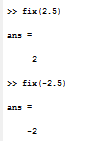 >> fix(2.5)
ans =
2
>> fix(-2.5)
ans =
-2